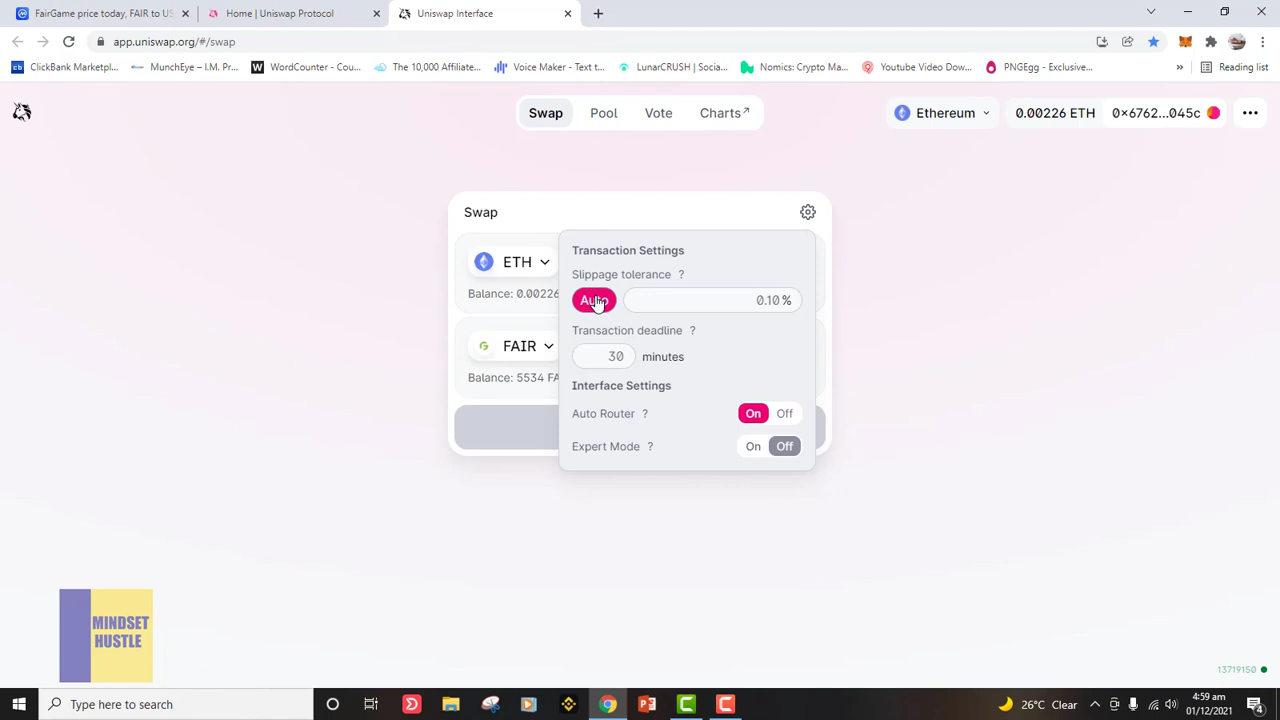 FairGame price today, FAIR to US
Home | Uniswap Protocol
Uniswap Interface
app.uniswap.org/#/swap
ClickBank Marketpl...
MunchEye – I.M. Pr...
WordCounter - Cou...
The 10,000 Affiliate...
Voice Maker - Text t...
LunarCRUSH | Socia...
Nomics: Crypto Ma...
Youtube Video Dow...
PNGEgg - Exclusive...
»
Reading list
Swap
Pool
Vote
Charts↗
Ethereum
0.00226 ETH
0×6762...045c
Swap
ETH
Balance: 0.00226
FAIR
Balance: 5534 FA
Transaction Settings
Slippage tolerance ?
Auto
0.10 %
Transaction deadline ?
30 minutes
Interface Settings
Auto Router ?
On Off
Expert Mode ?
On Off
MINDSET
HUSTLE
13719150
Type here to search
26°C Clear
4:59 am
01/12/2021
4